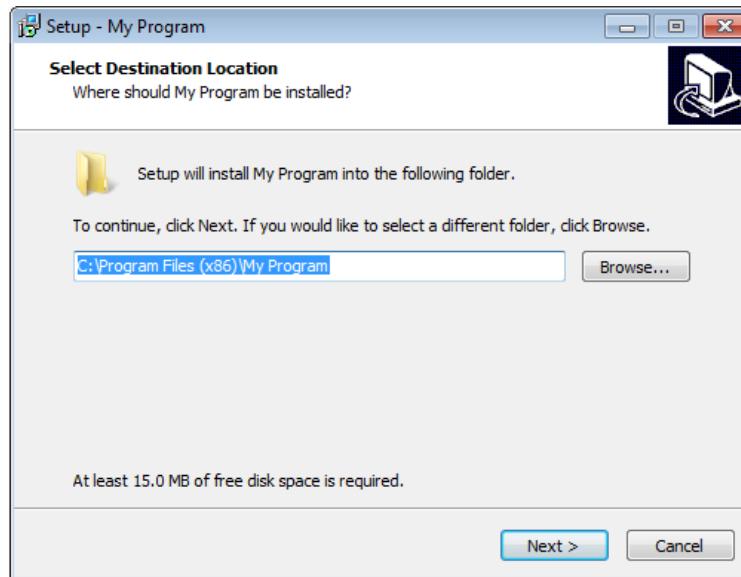 Setup - My Program
Select Destination Location
Where should My Program be installed?
Setup will install My Program into the following folder.
To continue, click Next. If you would like to select a different folder, click Browse.
C:\Program Files (x86)\My Program
Browse...
At least 15.0 MB of free disk space is required.
Next >
Cancel